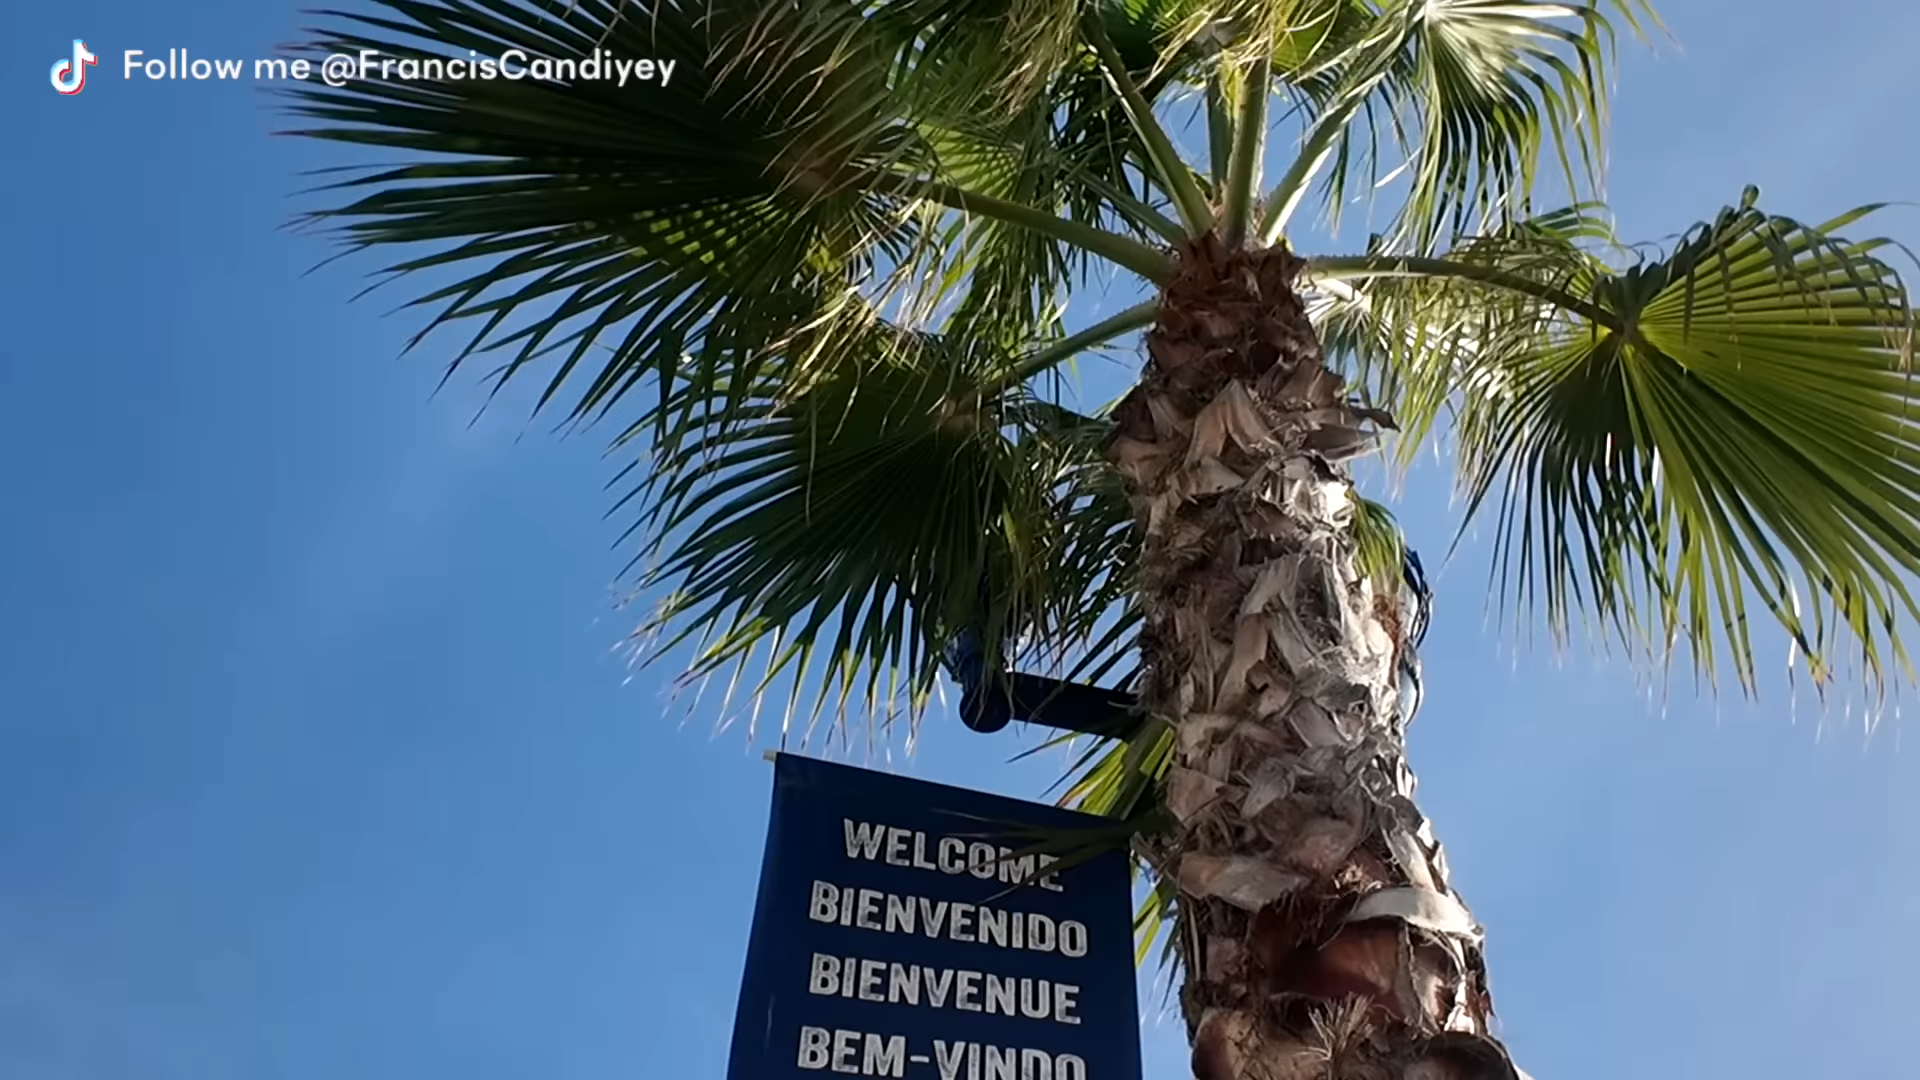 Follow me @FrancisCandiyey
WELCOME
BIENVENIDO
BIENVENUE
BEM-VINDO